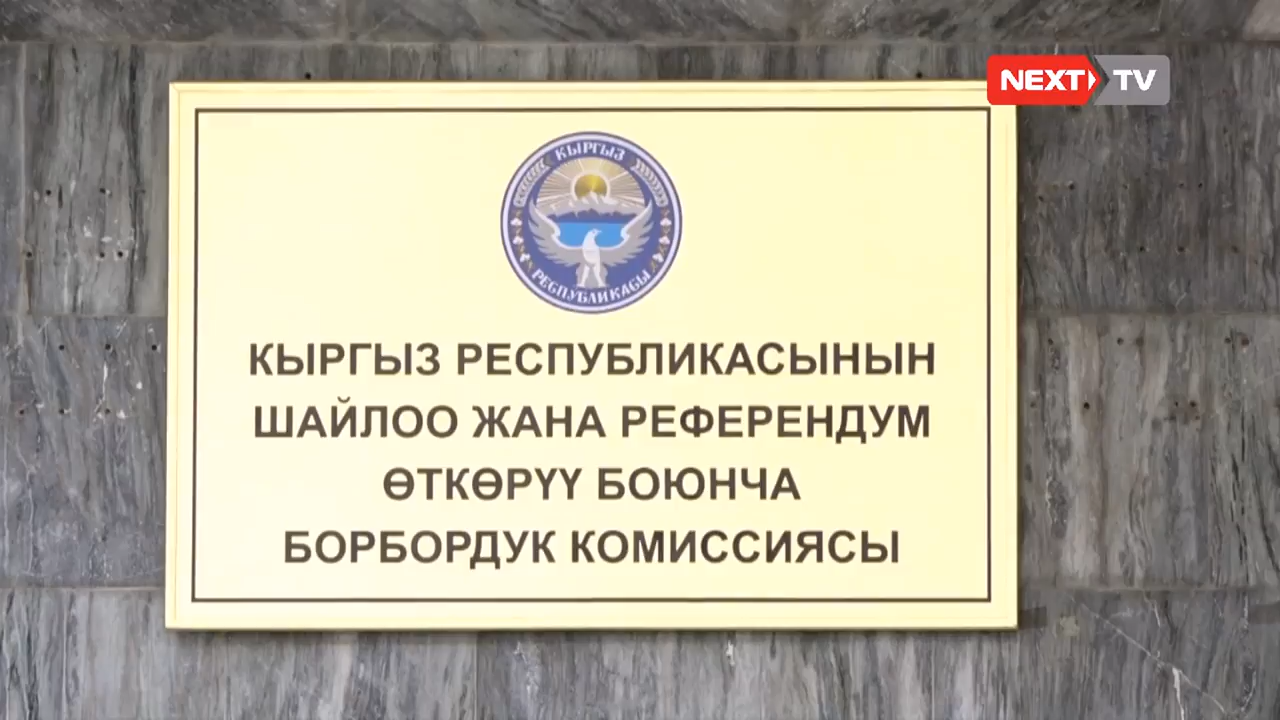 NEXT TV
КЫРГЫЗ
РЕСПУБЛИКАСЫ
КЫРГЫЗ РЕСПУБЛИКАСЫНЫН
ШАЙЛОО ЖАНА РЕФЕРЕНДУМ
ӨТКӨРҮҮ БОЮНЧА
БОРБОРДУК КОМИССИЯСЫ